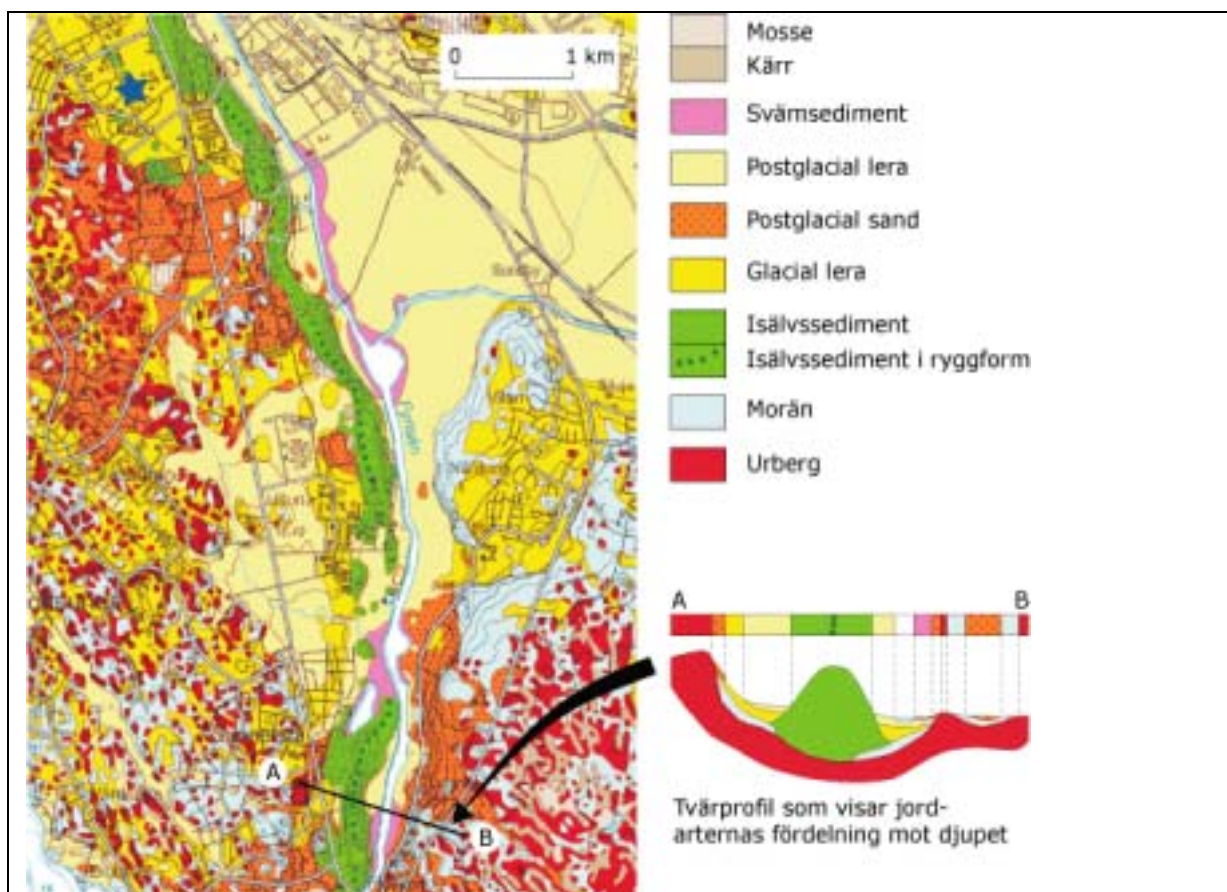 0 1 km
Fyrisån
A
B
Mosse
Kärr
Svämsediment
Postglacial lera
Postglacial sand
Glacial lera
Isälvssediment
Isälvssediment i ryggform
Morän
Urberg
A B
Tvärprofil som visar jord-
arternas fördelning mot djupet